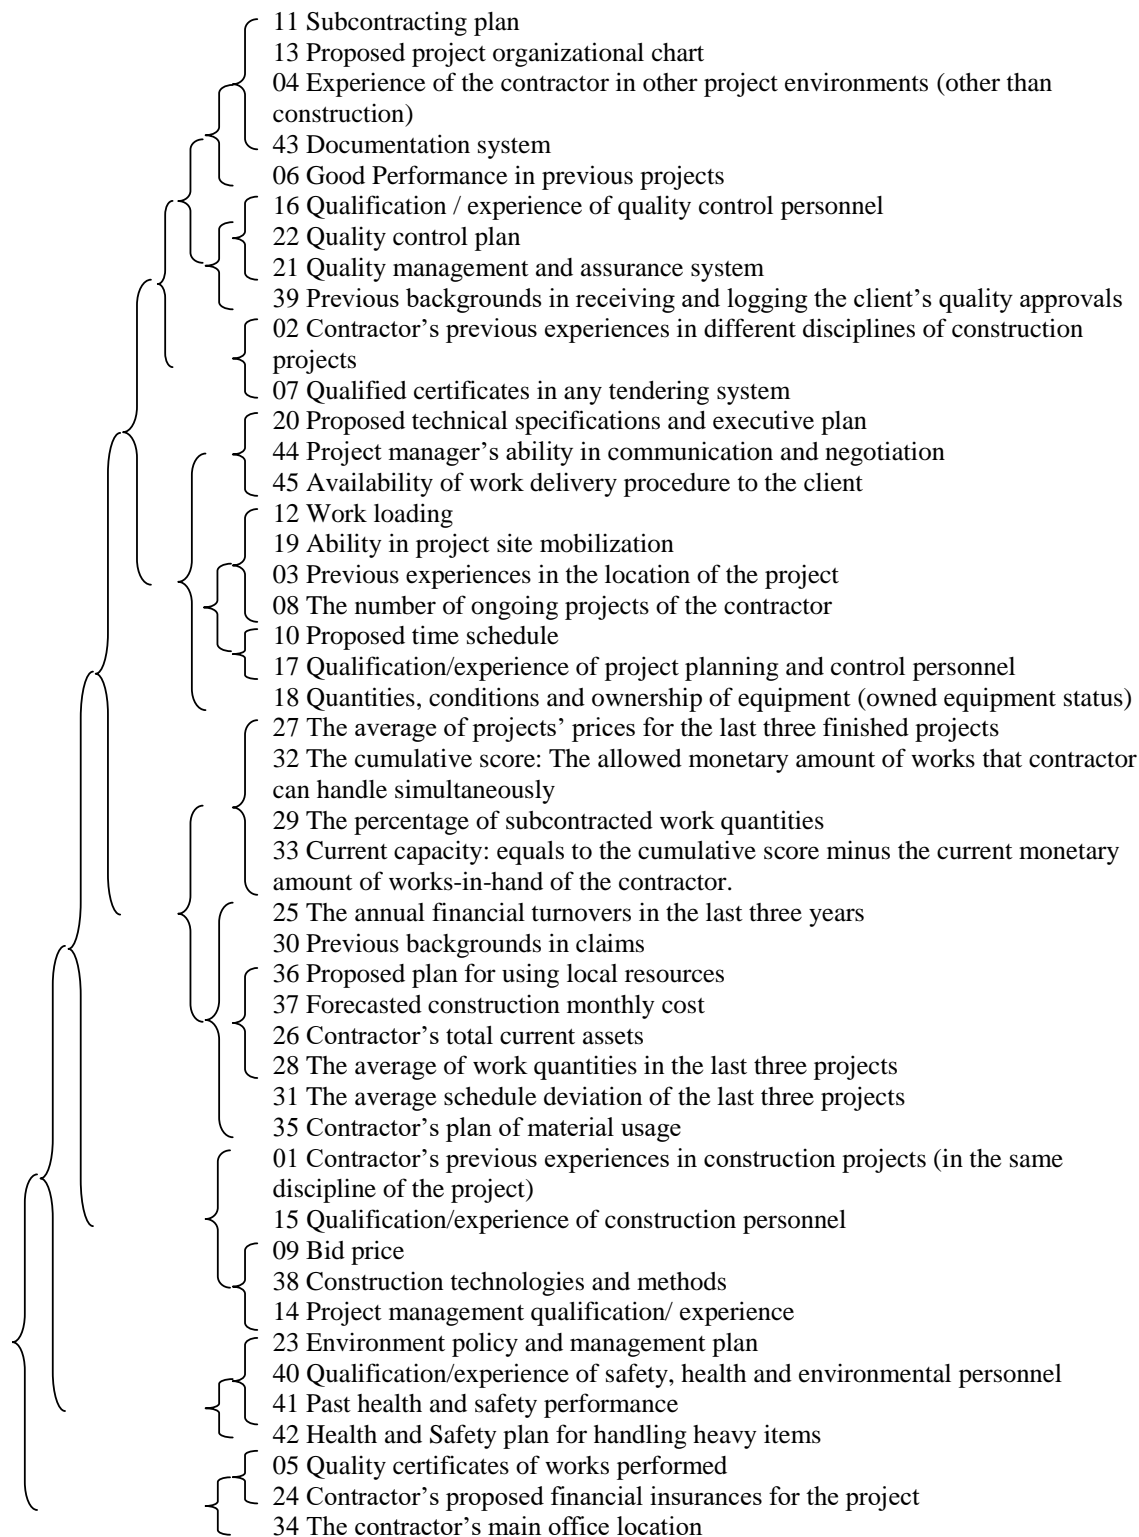 11 Subcontracting plan
13 Proposed project organizational chart
04 Experience of the contractor in other project environments (other than
construction)
43 Documentation system
06 Good Performance in previous projects
16 Qualification / experience of quality control personnel
22 Quality control plan
21 Quality management and assurance system
39 Previous backgrounds in receiving and logging the client’s quality approvals
02 Contractor’s previous experiences in different disciplines of construction
projects
07 Qualified certificates in any tendering system
20 Proposed technical specifications and executive plan
44 Project manager’s ability in communication and negotiation
45 Availability of work delivery procedure to the client
12 Work loading
19 Ability in project site mobilization
03 Previous experiences in the location of the project
08 The number of ongoing projects of the contractor
10 Proposed time schedule
17 Qualification/experience of project planning and control personnel
18 Quantities, conditions and ownership of equipment (owned equipment status)
27 The average of projects’ prices for the last three finished projects
32 The cumulative score: The allowed monetary amount of works that contractor
can handle simultaneously
29 The percentage of subcontracted work quantities
33 Current capacity: equals to the cumulative score minus the current monetary
amount of works-in-hand of the contractor.
25 The annual financial turnovers in the last three years
30 Previous backgrounds in claims
36 Proposed plan for using local resources
37 Forecasted construction monthly cost
26 Contractor’s total current assets
28 The average of work quantities in the last three projects
31 The average schedule deviation of the last three projects
35 Contractor’s plan of material usage
01 Contractor’s previous experiences in construction projects (in the same
discipline of the project)
15 Qualification/experience of construction personnel
09 Bid price
38 Construction technologies and methods
14 Project management qualification/ experience
23 Environment policy and management plan
40 Qualification/experience of safety, health and environmental personnel
41 Past health and safety performance
42 Health and Safety plan for handling heavy items
05 Quality certificates of works performed
24 Contractor’s proposed financial insurances for the project
34 The contractor’s main office location